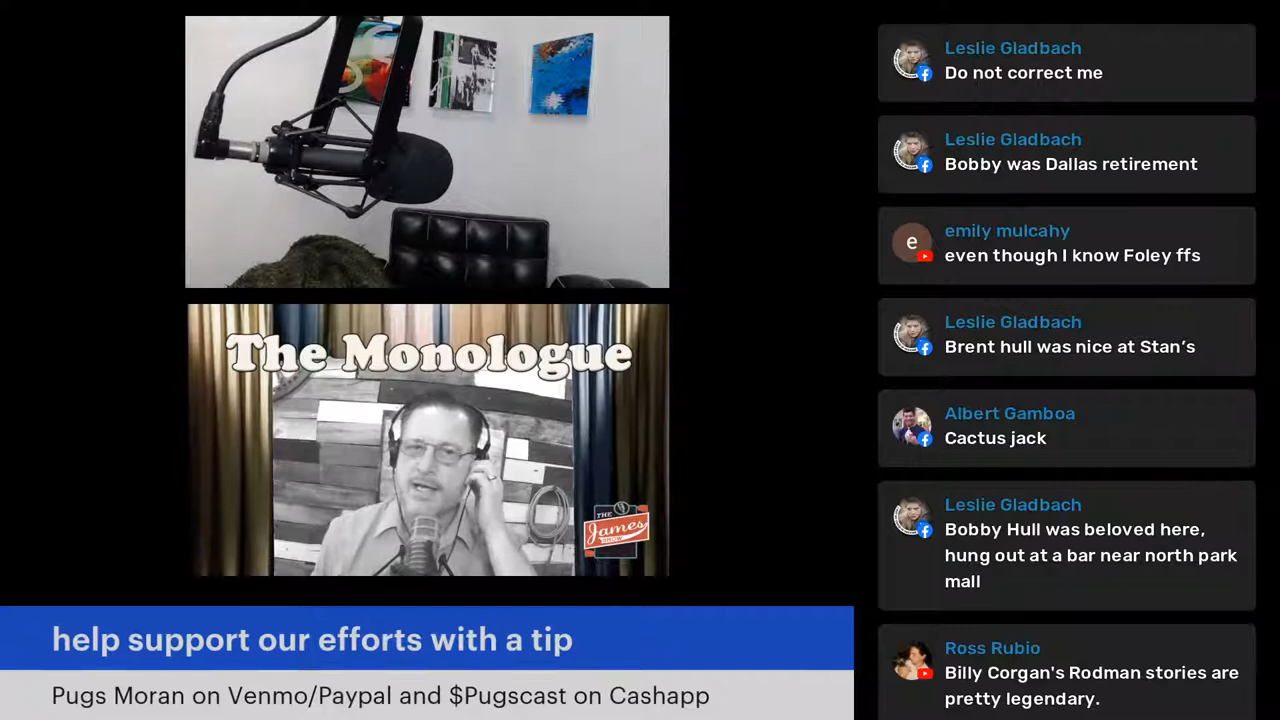 The Monologue
THE
James
SHOW
help support our efforts with a tip
Pugs Moran on Venmo/Paypal and $Pugscast on Cashapp
Leslie Gladbach
Do not correct me
Leslie Gladbach
Bobby was Dallas retirement
e
emily mulcahy
even though I know Foley ffs
Leslie Gladbach
Brent hull was nice at Stan’s
Albert Gamboa
Cactus jack
Leslie Gladbach
Bobby Hull was beloved here,
hung out at a bar near north park
mall
Ross Rubio
Billy Corgan's Rodman stories are
pretty legendary.